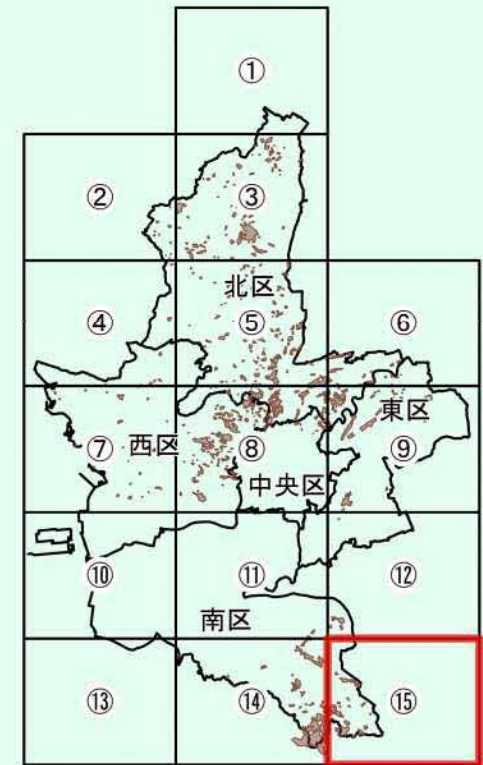 ①
② ③
北区
④ ⑤ ⑥
東区
⑦ 西区 ⑧ ⑨
中央区
⑩ ⑪ ⑫
南区
⑬ ⑭ ⑮